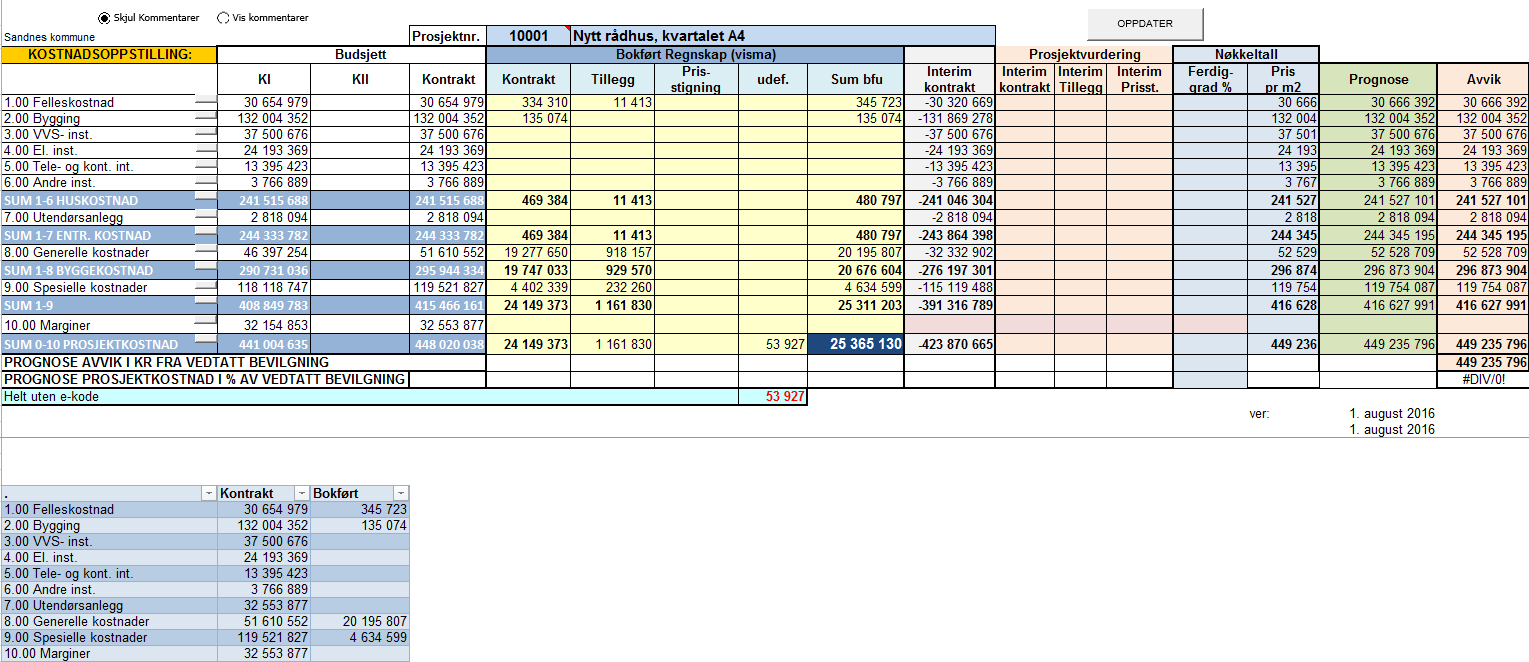 Skjul Kommentarer Vis kommentarer
OPPDATER
Sandnes kommune Prosjektnr. 10001 Nytt rådhus, kvartalet A4
KOSTNADSOPPSTILLING: Budsjett Bokført Regnskap (visma) Prosjektvurdering Nøkkeltall
KI KII Kontrakt Kontrakt Tillegg Pris- stigning udef. Sum bfu Interim kontrakt Interim kontrakt Interim Tillegg Interim Prisst. Ferdig- grad % Pris pr m2 Prognose Avvik
1.00 Felleskostnad 30 654 979 30 654 979 334 310 11 413 345 723 -30 320 669 30 666 30 666 392 30 666 392
2.00 Bygging 132 004 352 132 004 352 135 074 135 074 -131 869 278 132 004 132 004 352 132 004 352
3.00 VVS- inst. 37 500 676 37 500 676 -37 500 676 37 501 37 500 676 37 500 676
4.00 El. inst. 24 193 369 24 193 369 -24 193 369 24 193 24 193 369 24 193 369
5.00 Tele- og kont. int. 13 395 423 13 395 423 -13 395 423 13 395 13 395 423 13 395 423
6.00 Andre inst. 3 766 889 3 766 889 -3 766 889 3 767 3 766 889 3 766 889
SUM 1-6 HUSKOSTNAD 241 515 688 241 515 688 469 384 11 413 480 797 -241 046 304 241 527 241 527 101 241 527 101
7.00 Utendørsanlegg 2 818 094 2 818 094 -2 818 094 2 818 2 818 094 2 818 094
SUM 1-7 ENTR. KOSTNAD 244 333 782 244 333 782 469 384 11 413 480 797 -243 864 398 244 345 244 345 195 244 345 195
8.00 Generelle kostnader 46 397 254 51 610 552 19 277 650 918 157 20 195 807 -32 332 902 52 529 52 528 709 52 528 709
SUM 1-8 BYGGEKOSTNAD 290 731 036 295 944 334 19 747 033 929 570 20 676 604 -276 197 301 296 874 296 873 904 296 873 904
9.00 Spesielle kostnader 118 118 747 119 521 827 4 402 339 232 260 4 634 599 -115 119 488 119 754 119 754 087 119 754 087
SUM 1-9 408 849 783 415 466 161 24 149 373 1 161 830 25 311 203 -391 316 789 416 628 416 627 991 416 627 991
10.00 Marginer 32 154 853 32 553 877
SUM 0-10 PROSJEKTKOSTNAD 441 004 635 448 020 038 24 149 373 1 161 830 53 927 25 365 130 -423 870 665 449 236 449 235 796 449 235 796
PROGNOSE AVVIK I KR FRA VEDTATT BEVILGNING 449 235 796
PROGNOSE PROSJEKTKOSTNAD I % AV VEDTATT BEVILGNING #DIV/0!
Helt uten e-kode 53 927
ver: 1. august 2016
1. august 2016
. Kontrakt Bokført
1.00 Felleskostnad 30 654 979 345 723
2.00 Bygging 132 004 352 135 074
3.00 VVS- inst. 37 500 676
4.00 El. inst. 24 193 369
5.00 Tele- og kont. int. 13 395 423
6.00 Andre inst. 3 766 889
7.00 Utendørsanlegg 32 553 877
8.00 Generelle kostnader 51 610 552 20 195 807
9.00 Spesielle kostnader 119 521 827 4 634 599
10.00 Marginer 32 553 877